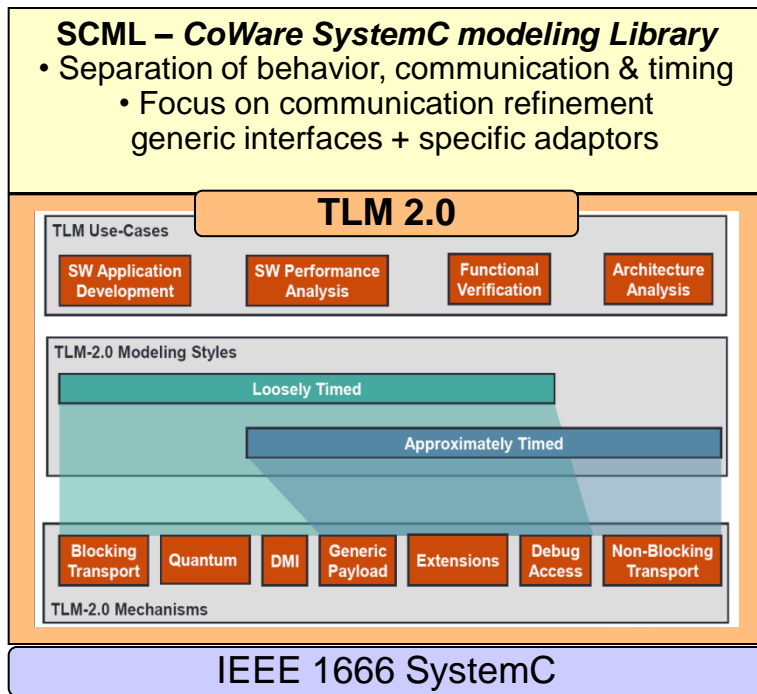 SCML – CoWare SystemC modeling Library
• Separation of behavior, communication & timing
• Focus on communication refinement
generic interfaces + specific adaptors
TLM 2.0
TLM Use-Cases
SW Application
Development
SW Performance
Analysis
Functional
Verification
Architecture
Analysis
TLM-2.0 Modeling Styles
Loosely Timed
Approximately Timed
Blocking
Transport
Quantum
DMI
Generic
Payload
Extensions
Debug
Access
Non-Blocking
Transport
TLM-2.0 Mechanisms
IEEE 1666 SystemC